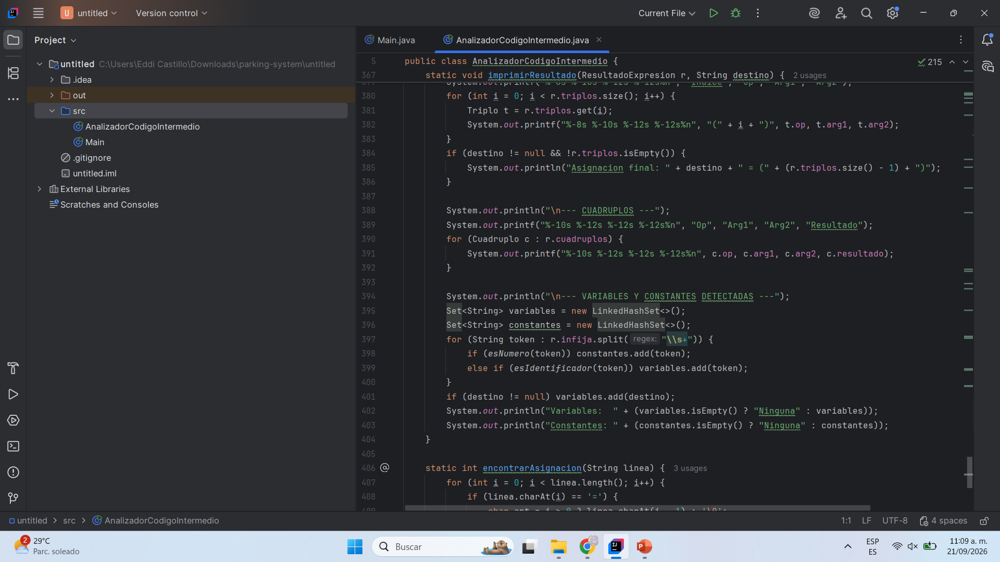 U untitled
Version control
Current File
Project
untitled C:\Users\Eddi Castillo\Downloads\parking-system\untitled
.idea
out
src
AnalizadorCodigoIntermedio
Main
.gitignore
untitled.iml
External Libraries
Scratches and Consoles
Main.java
AnalizadorCodigoIntermedio.java
215
5 public class AnalizadorCodigoIntermedio {
367 static void imprimirResultado(ResultadoExpresion r, String destino) { 2 usages
380 for (int i = 0; i < r.triplos.size(); i++) {
381 Triplo t = r.triplos.get(i);
382 System.out.printf("%-8s %-10s %-12s %-12s%n", "(" + i + ")", t.op, t.arg1, t.arg2);
383 }
384 if (destino != null && !r.triplos.isEmpty()) {
385 System.out.println("Asignacion final: " + destino + " = (" + (r.triplos.size() - 1) + ")");
386 }
387
388 System.out.println("\n--- CUADRUPLOS ---");
389 System.out.printf("%-10s %-12s %-12s %-12s%n", "Op", "Arg1", "Arg2", "Resultado");
390 for (Cuadruplo c : r.cuadruplos) {
391 System.out.printf("%-10s %-12s %-12s %-12s%n", c.op, c.arg1, c.arg2, c.resultado);
392 }
393
394 System.out.println("\n--- VARIABLES Y CONSTANTES DETECTADAS ---");
395 Set<String> variables = new LinkedHashSet<>();
396 Set<String> constantes = new LinkedHashSet<>();
397 for (String token : r.infija.split( regex: "\\s+")) {
398 if (esNumero(token)) constantes.add(token);
399 else if (esIdentificador(token)) variables.add(token);
400 }
401 if (destino != null) variables.add(destino);
402 System.out.println("Variables:  " + (variables.isEmpty() ? "Ninguna" : variables));
403 System.out.println("Constantes: " + (constantes.isEmpty() ? "Ninguna" : constantes));
404 }
405
406 static int encontrarAsignacion(String linea) { 3 usages
407 for (int i = 0; i < linea.length(); i++) {
408 if (linea.charAt(i) == '=') {
untitled > src > AnalizadorCodigoIntermedio
1:1 LF UTF-8 4 spaces
2
29°C
Parc. soleado
Buscar
ESP
ES
11:09 a. m.
21/09/2026